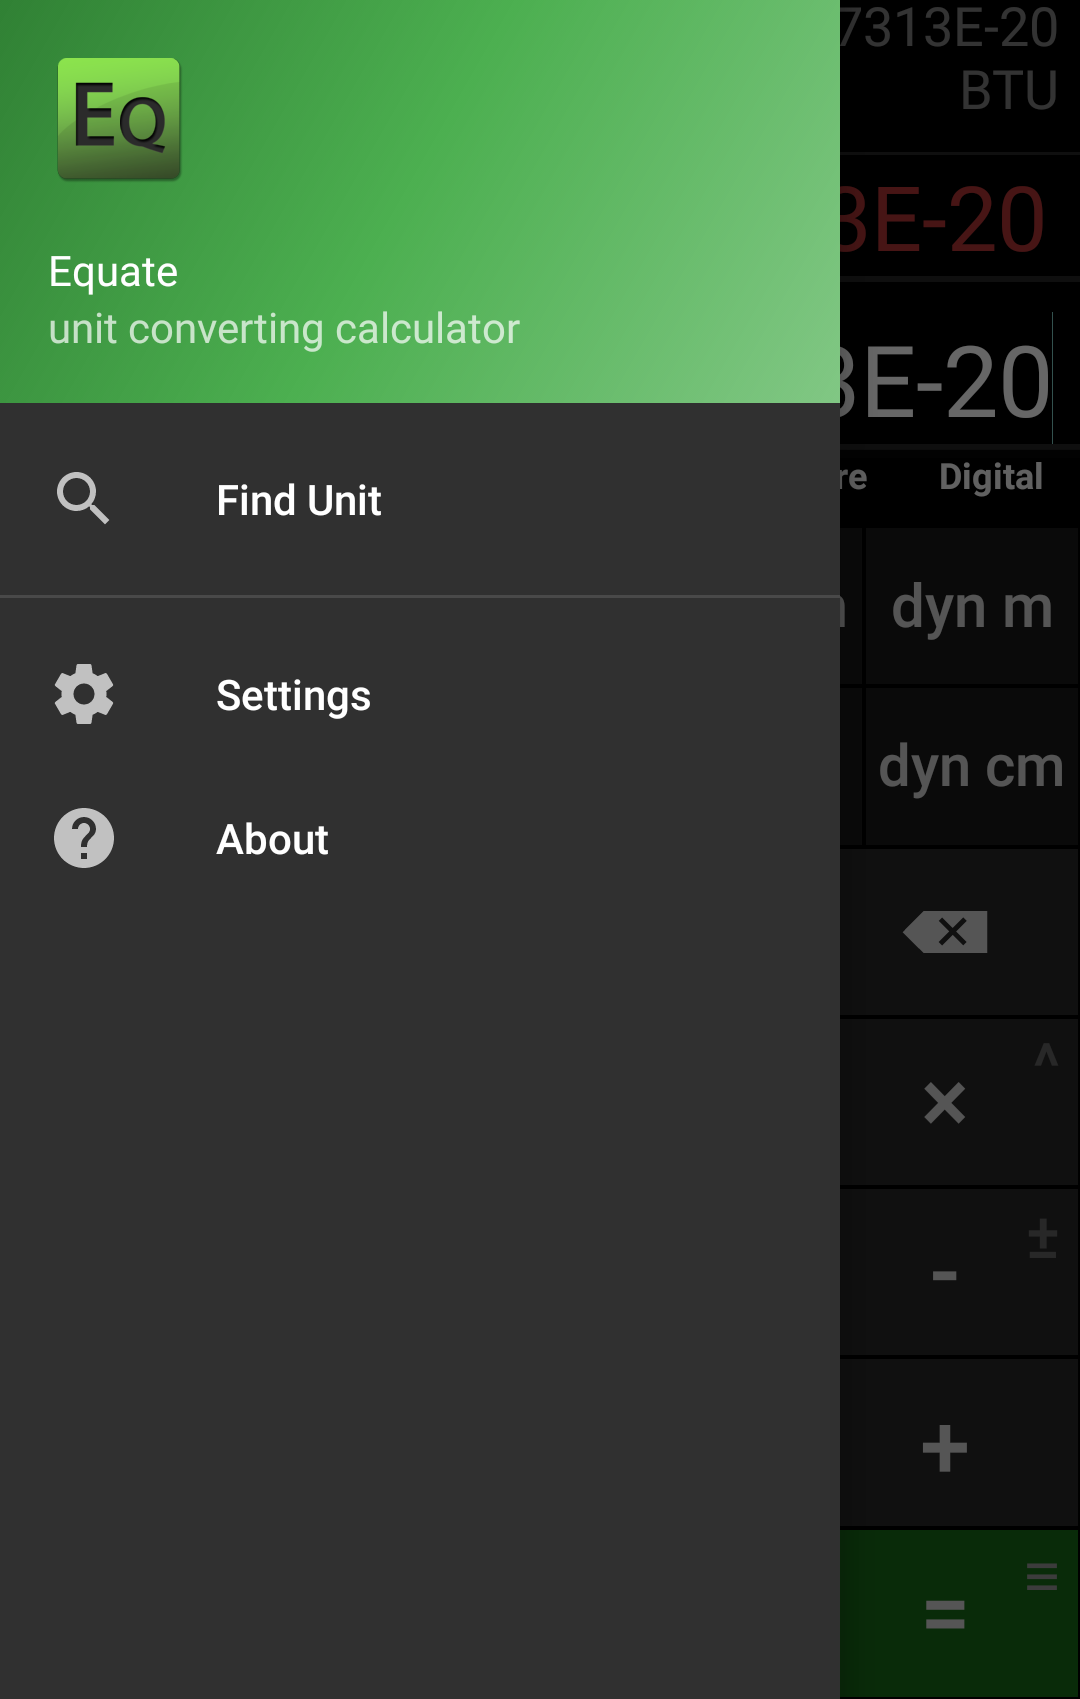 EQ
Equate
unit converting calculator
Find Unit
Settings
About
7313E-20
BTU
3E-20
3E-20
re Digital
dyn m
dyn cm
^
×
±
-
+
=